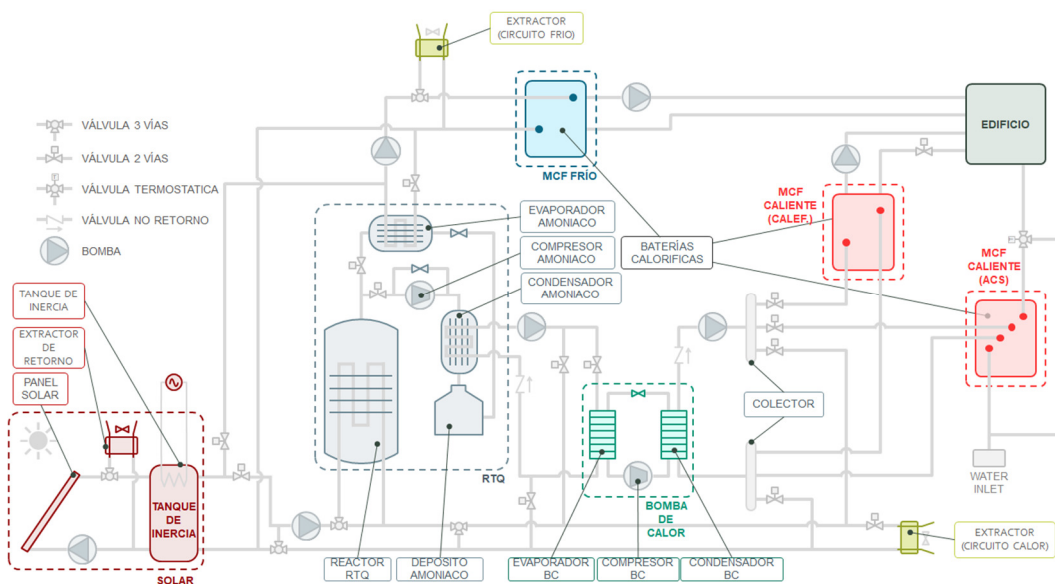 EXTRACTOR
(CIRCUITO FRIO)
VÁLVULA 3 VÍAS
VÁLVULA 2 VÍAS
VÁLVULA TERMOSTATICA
VÁLVULA NO RETORNO
BOMBA
EDIFICIO
MCF FRÍO
MCF
CALIENTE
(CALEF.)
EVAPORADOR
AMONIACO
COMPRESOR
AMONIACO
CONDENSADOR
AMONIACO
BATERÍAS
CALORIFICAS
MCF
CALIENTE
(ACS)
TANQUE DE
INERCIA
EXTRACTOR
DE
RETORNO
PANEL
SOLAR
COLECTOR
RTQ
TANQUE
DE
INERCIA
SOLAR
BOMBA
DE
CALOR
WATER
INLET
EXTRACTOR
(CIRCUITO CALOR)
REACTOR
RTQ
DEPOSITO
AMONIACO
EVAPORADOR
BC
COMPRESOR
BC
CONDENSADOR
BC